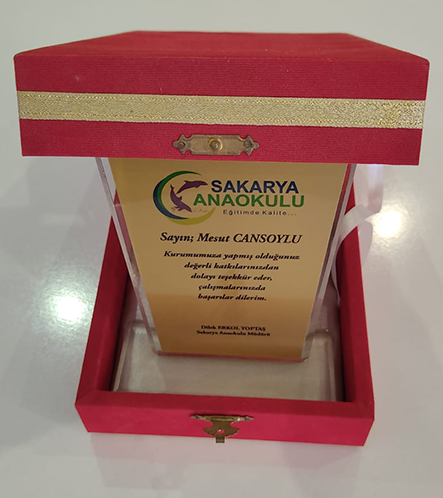 SAKARYA
ANAOKULU
Eğitimde Kalite...
Sayın; Mesut CANSOYLU
Kurumumuza yapmış olduğunuz
değerli katkılarınızdan
dolayı teşekkür eder,
çalışmalarınızda
başarılar dilerim.
Dilek ERKOL TOPTAŞ
Sakarya Anaokulu Müdürü